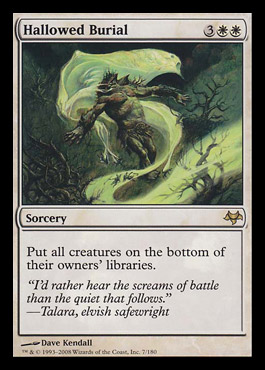 Hallowed Burial 3
Sorcery
Put all creatures on the bottom of
their owners' libraries.
"I'd rather hear the screams of battle
than the quiet that follows."
—Talara, elvish safewright
Dave Kendall
™ & © 1993–2008 Wizards of the Coast, Inc. 7/180